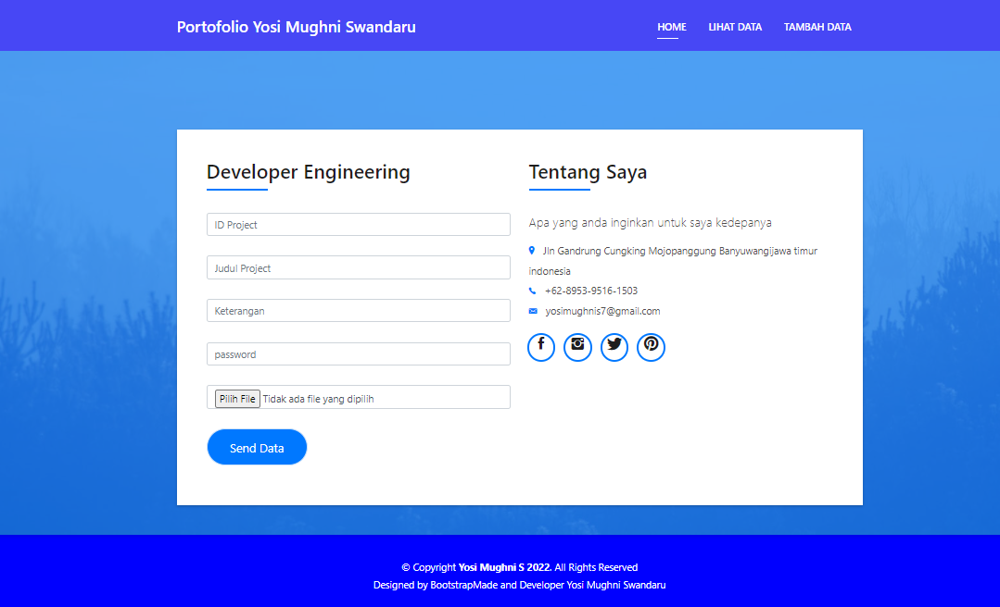 Portofolio Yosi Mughni Swandaru
HOME
LIHAT DATA
TAMBAH DATA
Developer Engineering
ID Project
Judul Project
Keterangan
password
Pilih File Tidak ada file yang dipilih
Send Data
Tentang Saya
Apa yang anda inginkan untuk saya kedepanya
Jln Gandrung Cungking Mojopanggung Banyuwangijawa timur
indonesia
+62-8953-9516-1503
yosimughnis7@gmail.com
© Copyright Yosi Mughni S 2022. All Rights Reserved
Designed by BootstrapMade and Developer Yosi Mughni Swandaru